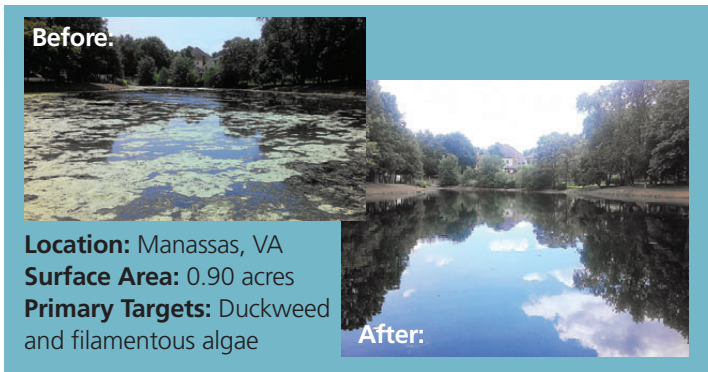 Before:
Location: Manassas, VA
Surface Area: 0.90 acres
Primary Targets: Duckweed
and filamentous algae
After: